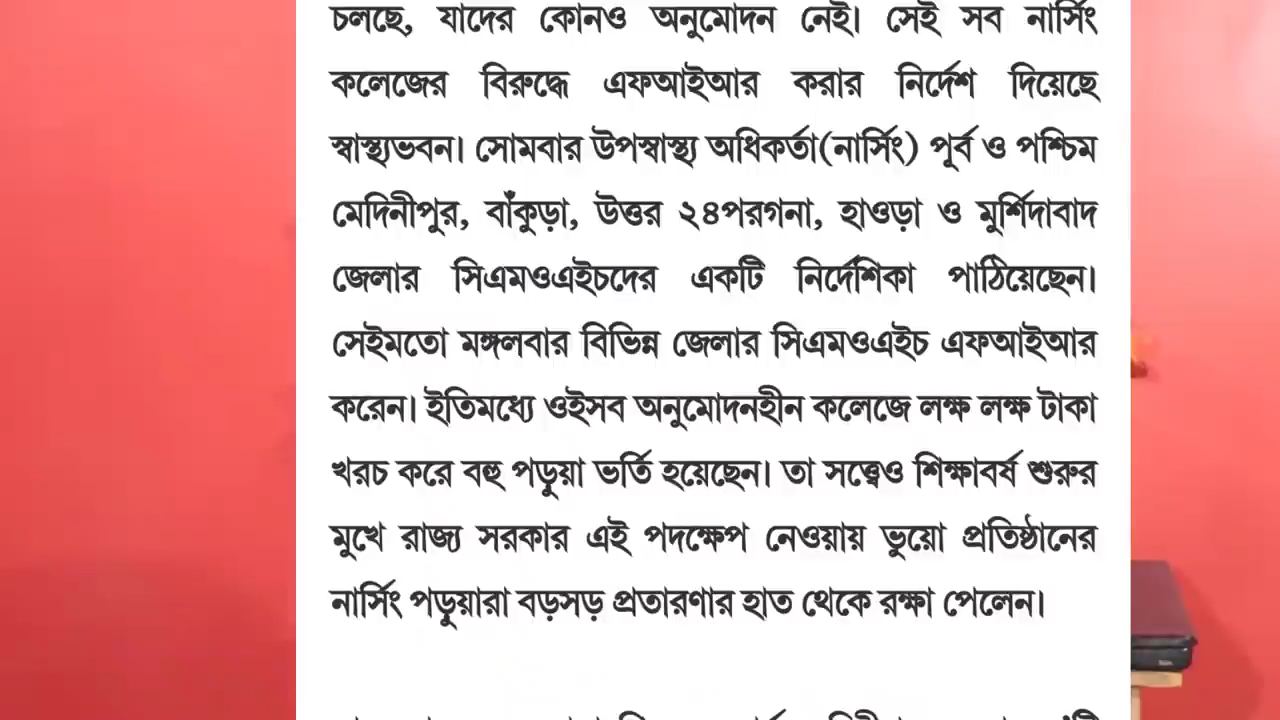 চলছে, যাদের কোনও অনুমোদন নেই। সেই সব নার্সিং
কলেজের বিরুদ্ধে এফআইআর করার নির্দেশ দিয়েছে
স্বাস্থ্যভবন। সোমবার উপস্বাস্থ্য অধিকর্তা(নার্সিং) পূর্ব ও পশ্চিম
মেদিনীপুর, বাঁকুড়া, উত্তর ২৪পরগনা, হাওড়া ও মুর্শিদাবাদ
জেলার সিএমওএইচদের একটি নির্দেশিকা পাঠিয়েছেন।
সেইমতো মঙ্গলবার বিভিন্ন জেলার সিএমওএইচ এফআইআর
করেন। ইতিমধ্যে ওইসব অনুমোদনহীন কলেজে লক্ষ লক্ষ টাকা
খরচ করে বহু পড়ুয়া ভর্তি হয়েছেন। তা সত্ত্বেও শিক্ষাবর্ষ শুরুর
মুখে রাজ্য সরকার এই পদক্ষেপ নেওয়ায় ভুয়ো প্রতিষ্ঠানের
নার্সিং পড়ুয়ারা বড়সড় প্রতারণার হাত থেকে রক্ষা পেলেন।